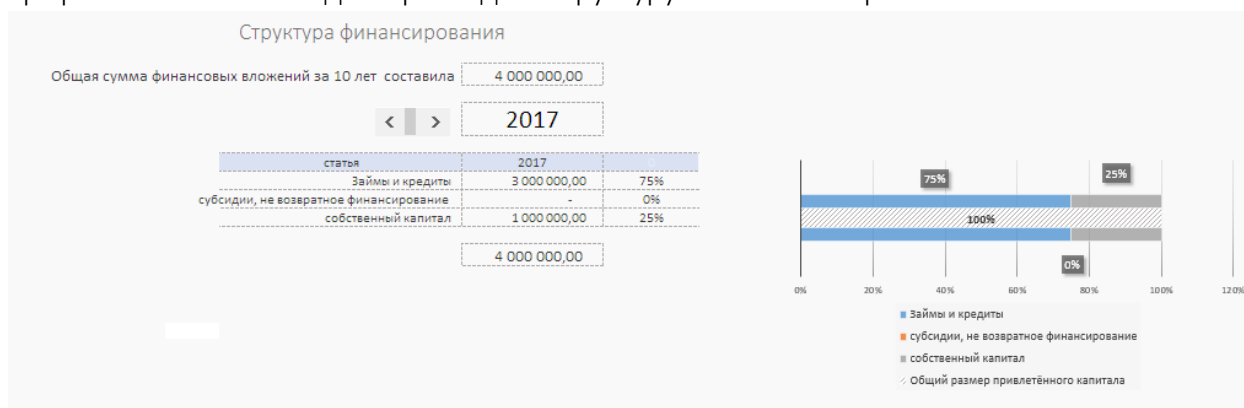 Структура финансирования
Общая сумма финансовых вложений за 10 лет составила 4 000 000,00
< > 2017
статья 2017
Займы и кредиты 3 000 000,00 75%
субсидии, не возвратное финансирование - 0%
собственный капитал 1 000 000,00 25%
4 000 000,00
75% 25%
100%
0%
0% 20% 40% 60% 80% 100% 120%
Займы и кредиты
субсидии, не возвратное финансирование
собственный капитал
Общий размер привлетённого капитала